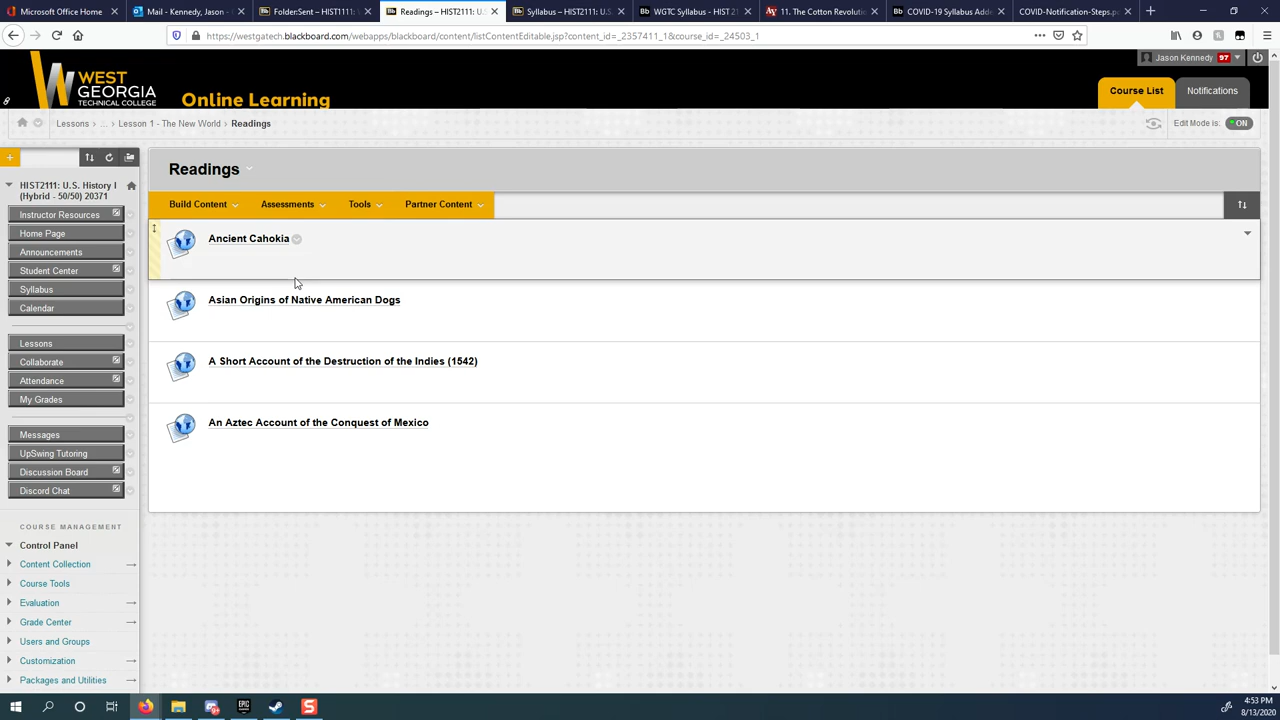 Microsoft Office Home
Mail - Kennedy, Jason -
Folder:Sent – HIST1111:
Readings – HIST2111: U.S
Syllabus – HIST2111: U.S.
WGTC Syllabus - HIST 21
11. The Cotton Revolutio
COVID-19 Syllabus Adde
COVID-Notification-Steps.po
https://westgatech.blackboard.com/webapps/blackboard/content/listContentEditable.jsp?content_id=_2357411_1&course_id=_24503_1
WEST GEORGIA
TECHNICAL COLLEGE
Online Learning
Jason Kennedy 97
Course List
Notifications
Lessons > ... > Lesson 1 - The New World > Readings
Edit Mode is: ON
HIST2111: U.S. History I
(Hybrid - 50/50) 20371
Instructor Resources
Home Page
Announcements
Student Center
Syllabus
Calendar
Lessons
Collaborate
Attendance
My Grades
Messages
UpSwing Tutoring
Discussion Board
Discord Chat
COURSE MANAGEMENT
Control Panel
Content Collection
Course Tools
Evaluation
Grade Center
Users and Groups
Customization
Packages and Utilities
Readings
Build Content
Assessments
Tools
Partner Content
Ancient Cahokia
Asian Origins of Native American Dogs
A Short Account of the Destruction of the Indies (1542)
An Aztec Account of the Conquest of Mexico
EPIC
S
4:53 PM
8/13/2020